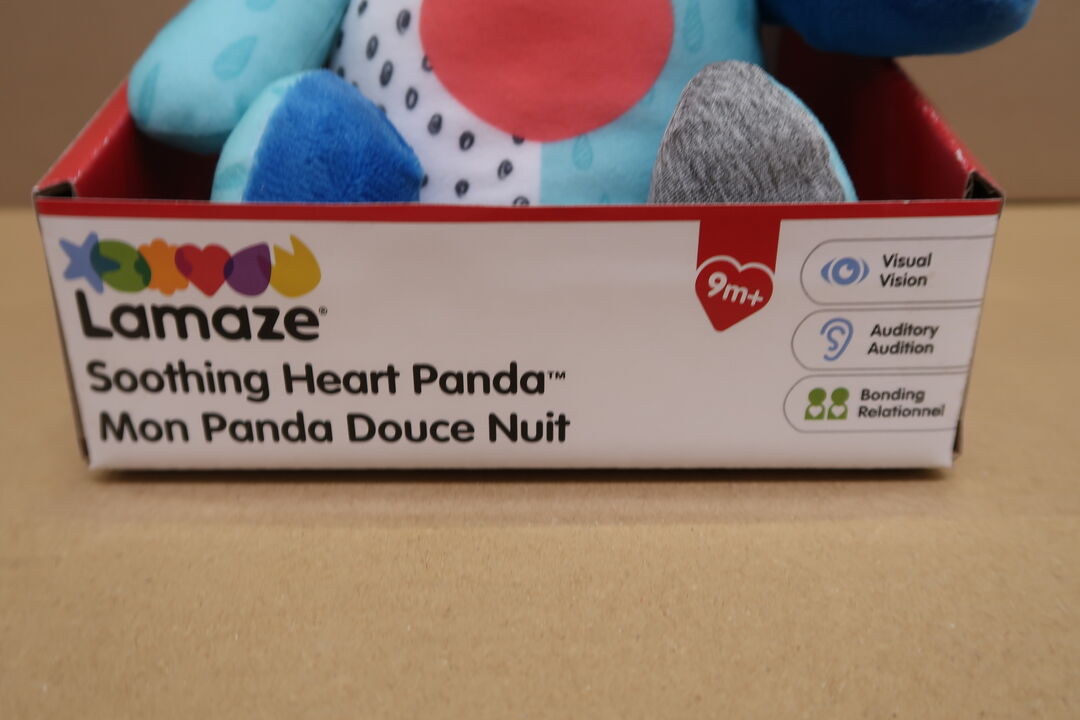 Lamaze®
Soothing Heart Panda™
Mon Panda Douce Nuit
9m+
Visual
Vision
Auditory
Audition
Bonding
Relationnel